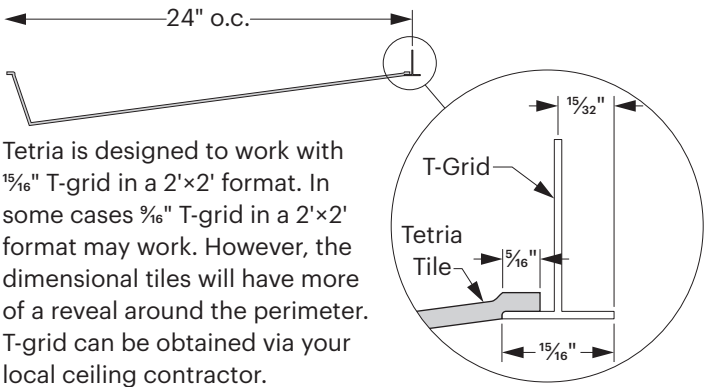 24" o.c.
Tetria is designed to work with
¹⁵⁄₁₆" T-grid in a 2'×2' format. In
some cases ⁹⁄₁₆" T-grid in a 2'×2'
format may work. However, the
dimensional tiles will have more
of a reveal around the perimeter.
T-grid can be obtained via your
local ceiling contractor.
¹⁵⁄₃₂"
T-Grid
Tetria
Tile
⁵⁄₁₆"
¹⁵⁄₁₆"